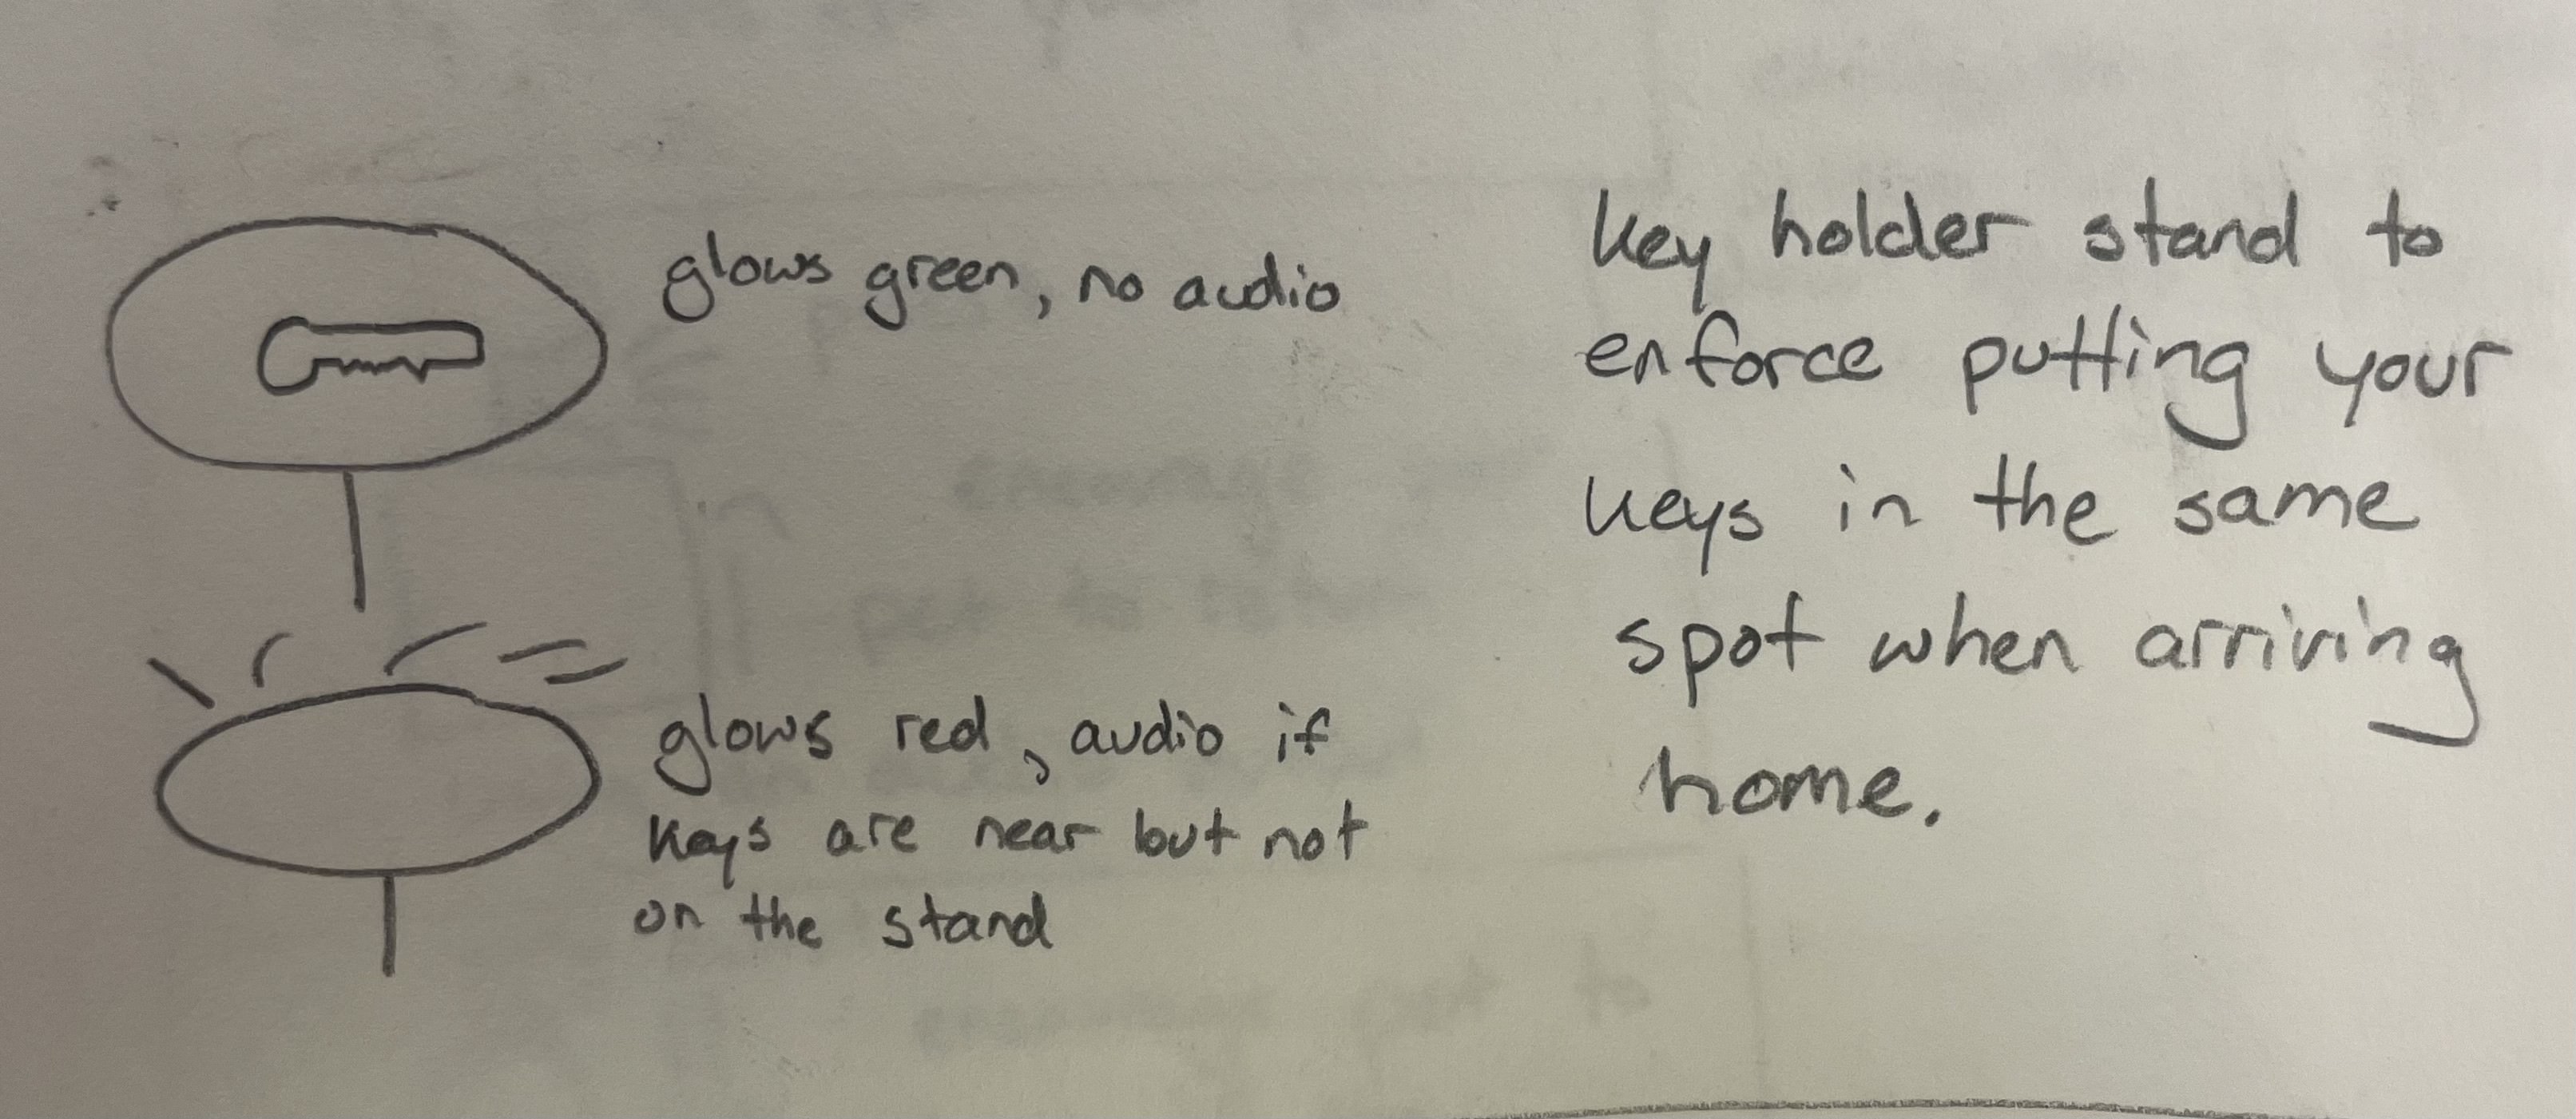 glows green, no audio
glows red, audio if
keys are near but not
on the stand
key holder stand to
enforce putting your
keys in the same
spot when arriving
home.